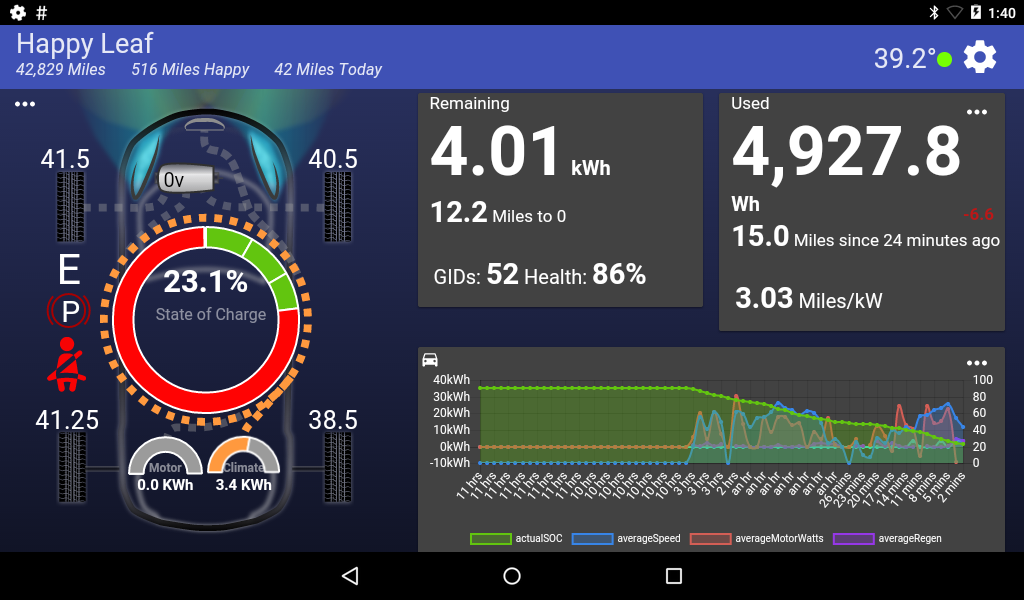 # 1:40
Happy Leaf
42,829 Miles 516 Miles Happy 42 Miles Today
39.2°
41.5
40.5
0v
E
P
23.1%
State of Charge
41.25
38.5
Motor
0.0 KWh
Climate
3.4 KWh
Remaining
4.01 kWh
12.2 Miles to 0
GIDs: 52 Health: 86%
Used
4,927.8
Wh
-6.6
15.0 Miles since 24 minutes ago
3.03 Miles/kW
40kWh
30kWh
20kWh
10kWh
0kWh
-10kWh
100
80
60
40
20
0
11 hrs 11 hrs 11 hrs 11 hrs 11 hrs 11 hrs 11 hrs 10 hrs 10 hrs 10 hrs 10 hrs 10 hrs 10 hrs 10 hrs 10 hrs 3 hrs 3 hrs 3 hrs 2 hrs an hr an hr an hr an hr an hr an hr 26 mins 23 mins 20 mins 17 mins 14 mins 11 mins 8 mins 5 mins 2 mins
actualSOC averageSpeed averageMotorWatts averageRegen